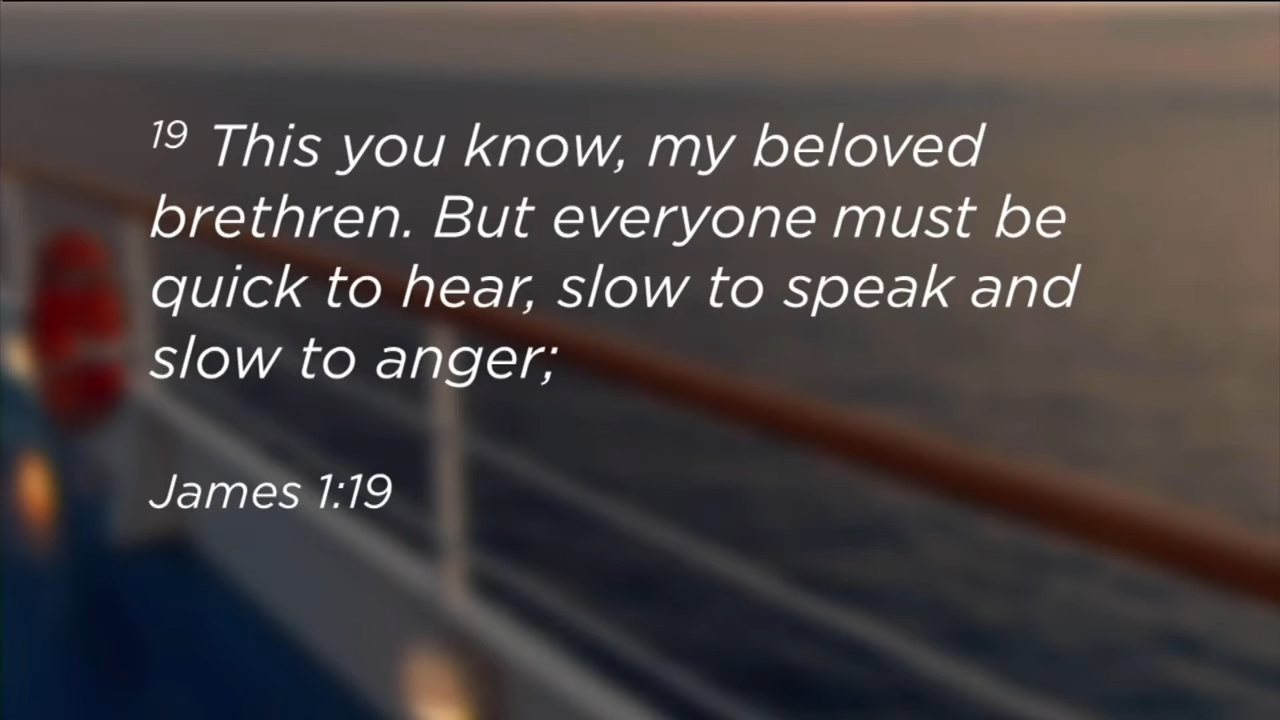 19 This you know, my beloved
brethren. But everyone must be
quick to hear, slow to speak and
slow to anger;
James 1:19